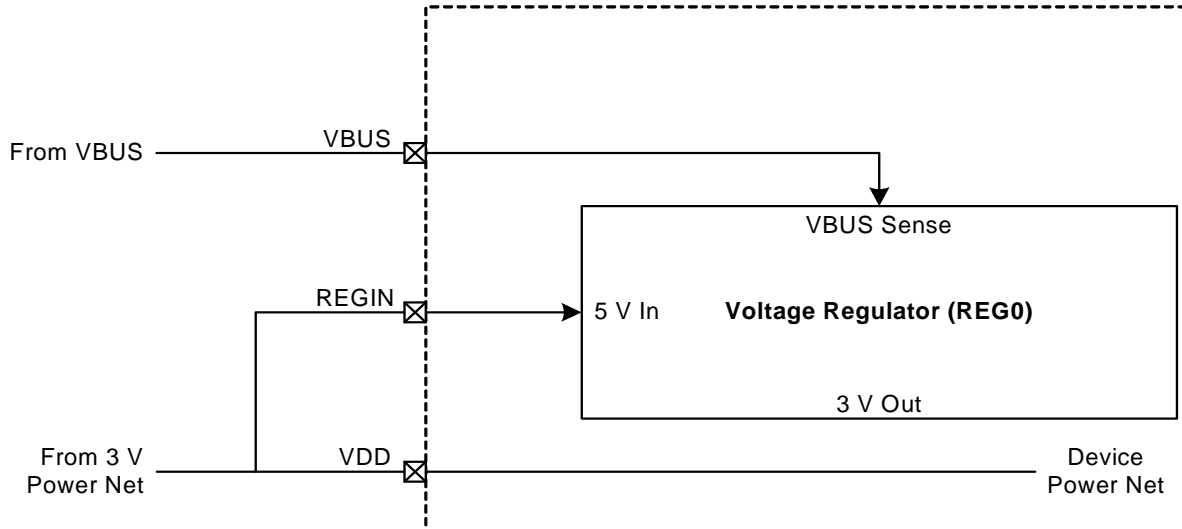 From VBUS
VBUS
VBUS Sense
REGIN
5 V In
Voltage Regulator (REG0)
3 V Out
From 3 V
Power Net
VDD
Device
Power Net